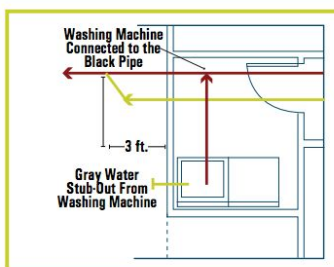 Washing Machine
Connected to the
Black Pipe
3 ft.
Gray Water
Stub-Out From
Washing Machine